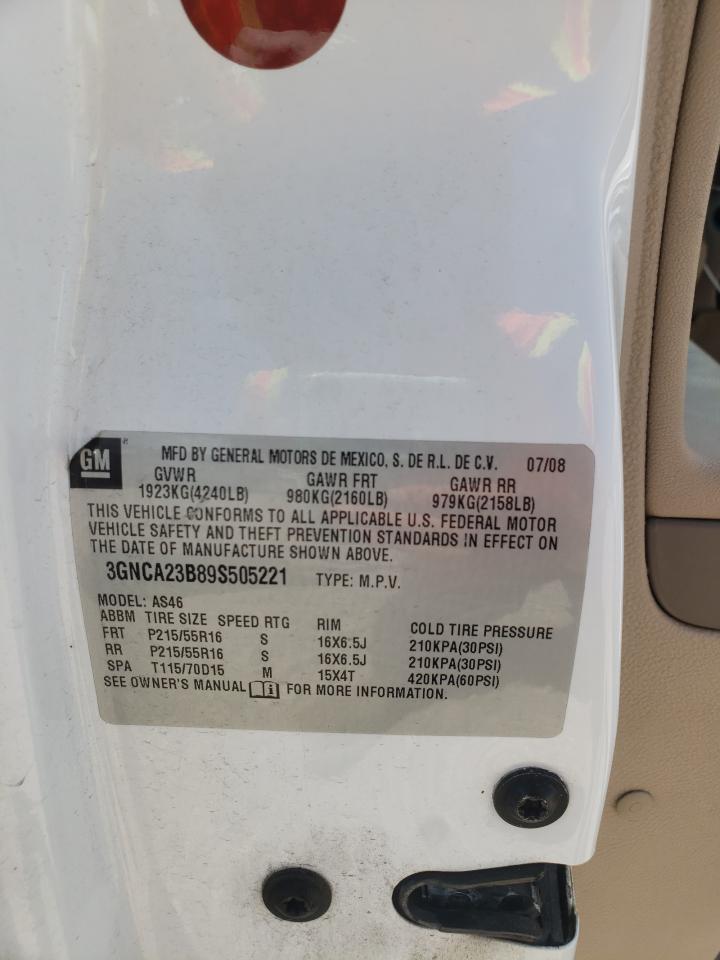 GM
MFD BY GENERAL MOTORS DE MEXICO, S. DE R.L. DE C.V. 07/08
GVWR GAWR FRT GAWR RR
1923KG(4240LB) 980KG(2160LB) 979KG(2158LB)
THIS VEHICLE CONFORMS TO ALL APPLICABLE U.S. FEDERAL MOTOR
VEHICLE SAFETY AND THEFT PREVENTION STANDARDS IN EFFECT ON
THE DATE OF MANUFACTURE SHOWN ABOVE.
3GNCA23B89S505221 TYPE: M.P.V.
MODEL: AS46
ABBM TIRE SIZE SPEED RTG RIM COLD TIRE PRESSURE
FRT P215/55R16 S 16X6.5J 210KPA(30PSI)
RR P215/55R16 S 16X6.5J 210KPA(30PSI)
SPA T115/70D15 M 15X4T 420KPA(60PSI)
SEE OWNER'S MANUAL i FOR MORE INFORMATION.